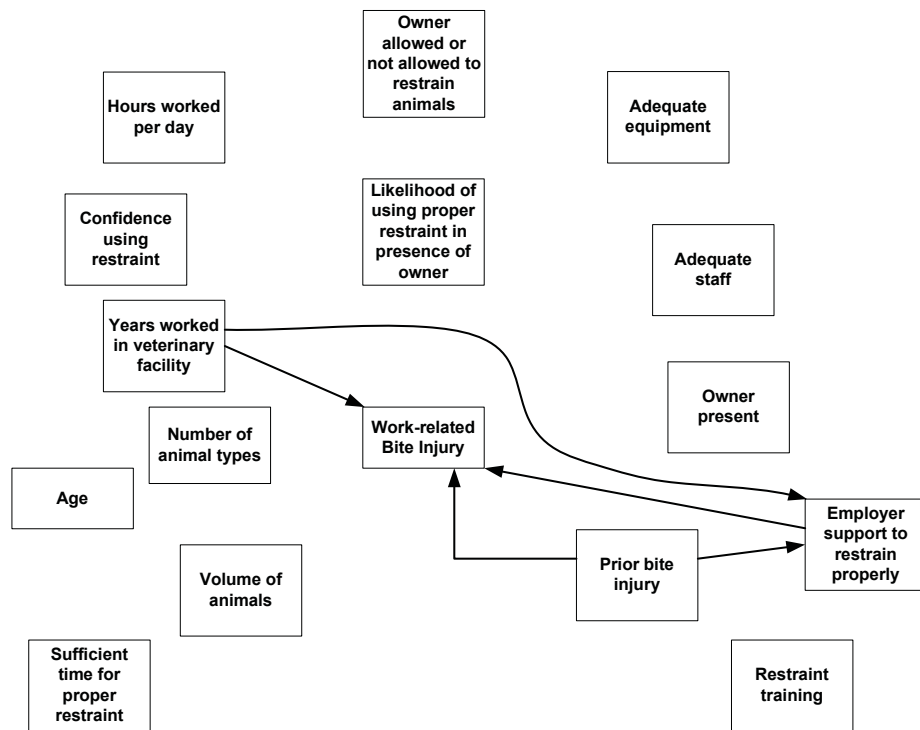 Owner
allowed or
not allowed to
restrain
animals
Hours worked
per day
Adequate
equipment
Likelihood of
using proper
restraint in
presence of
owner
Confidence
using
restraint
Adequate
staff
Years worked
in veterinary
facility
Owner
present
Number of
animal types
Work-related
Bite Injury
Age
Employer
support to
restrain
properly
Volume of
animals
Prior bite
injury
Sufficient
time for
proper
restraint
Restraint
training